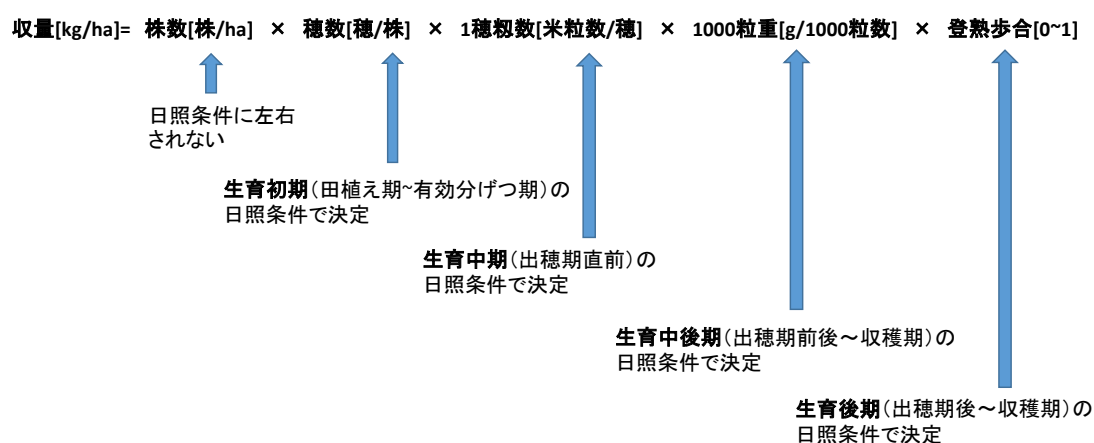 収量[kg/ha]= 株数[株/ha] × 穂数[穂/株] × 1穂籾数[米粒数/穂] × 1000粒重[g/1000粒数] × 登熟歩合[0~1]
日照条件に左右
されない
生育初期(田植え期~有効分げつ期)の
日照条件で決定
生育中期(出穂期直前)の
日照条件で決定
生育中後期(出穂期前後～収穫期)の
日照条件で決定
生育後期(出穂期後～収穫期)の
日照条件で決定